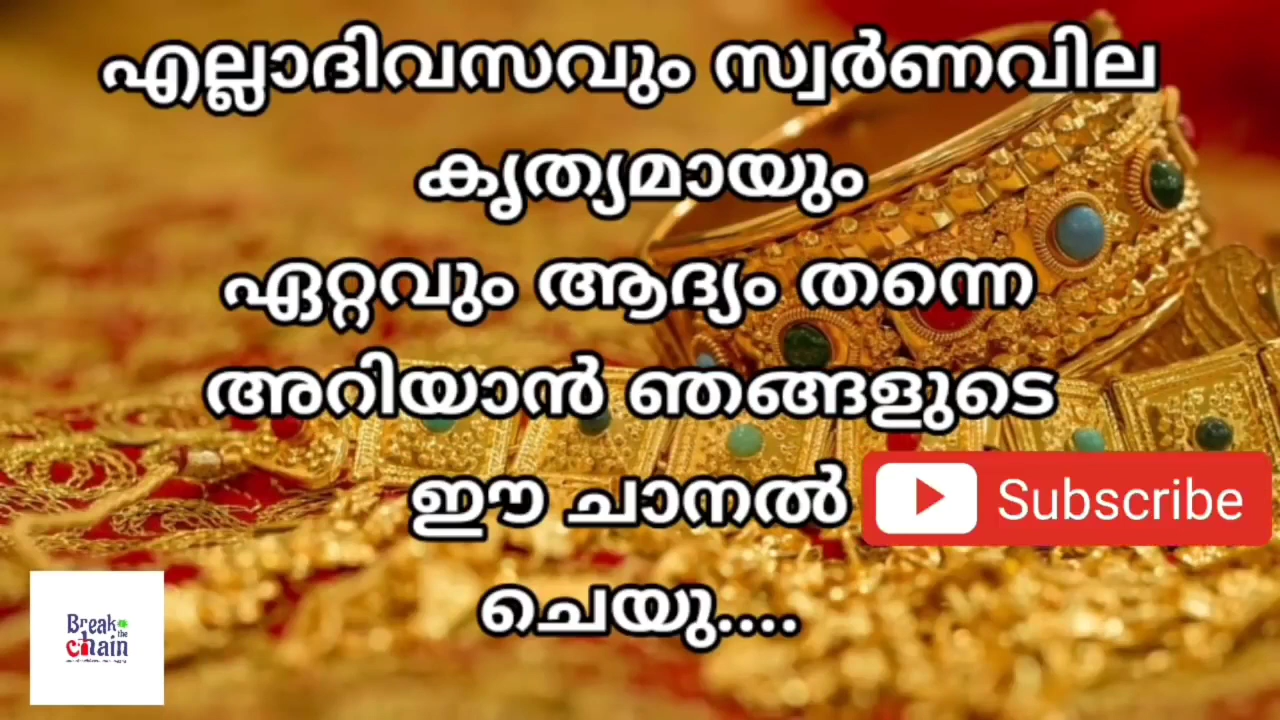 എല്ലാദിവസവും സ്വർണവില
കൃത്യമായും
ഏറ്റവും ആദ്യം തന്നെ
അറിയാൻ ഞങ്ങളുടെ
ഈ ചാനൽ Subscribe
ചെയു....
Break
the
chain